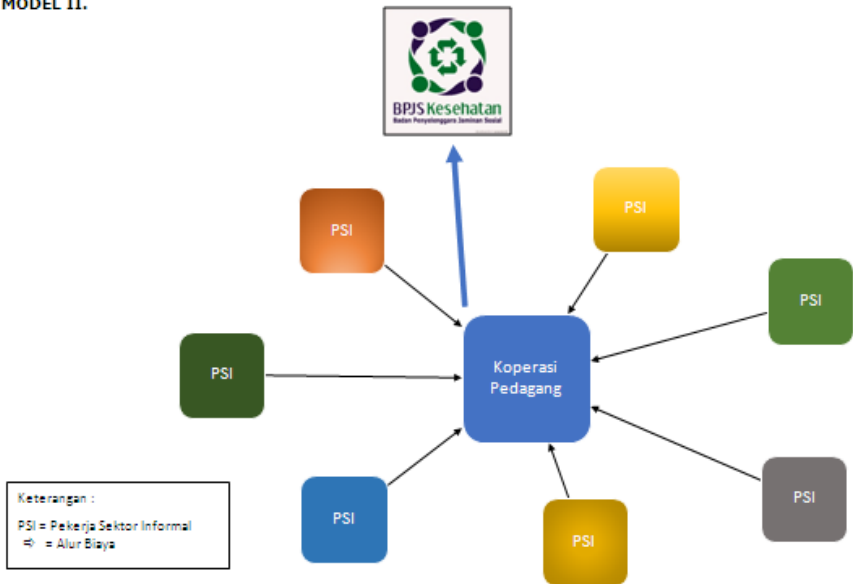 MODEL II.
BPJS Kesehatan
Badan Penyelenggara Jaminan Sosial
PSI
PSI
PSI
PSI
Koperasi
Pedagang
PSI
PSI
PSI
Keterangan :
PSI = Pekerja Sektor Informal
⇨ = Alur Biaya